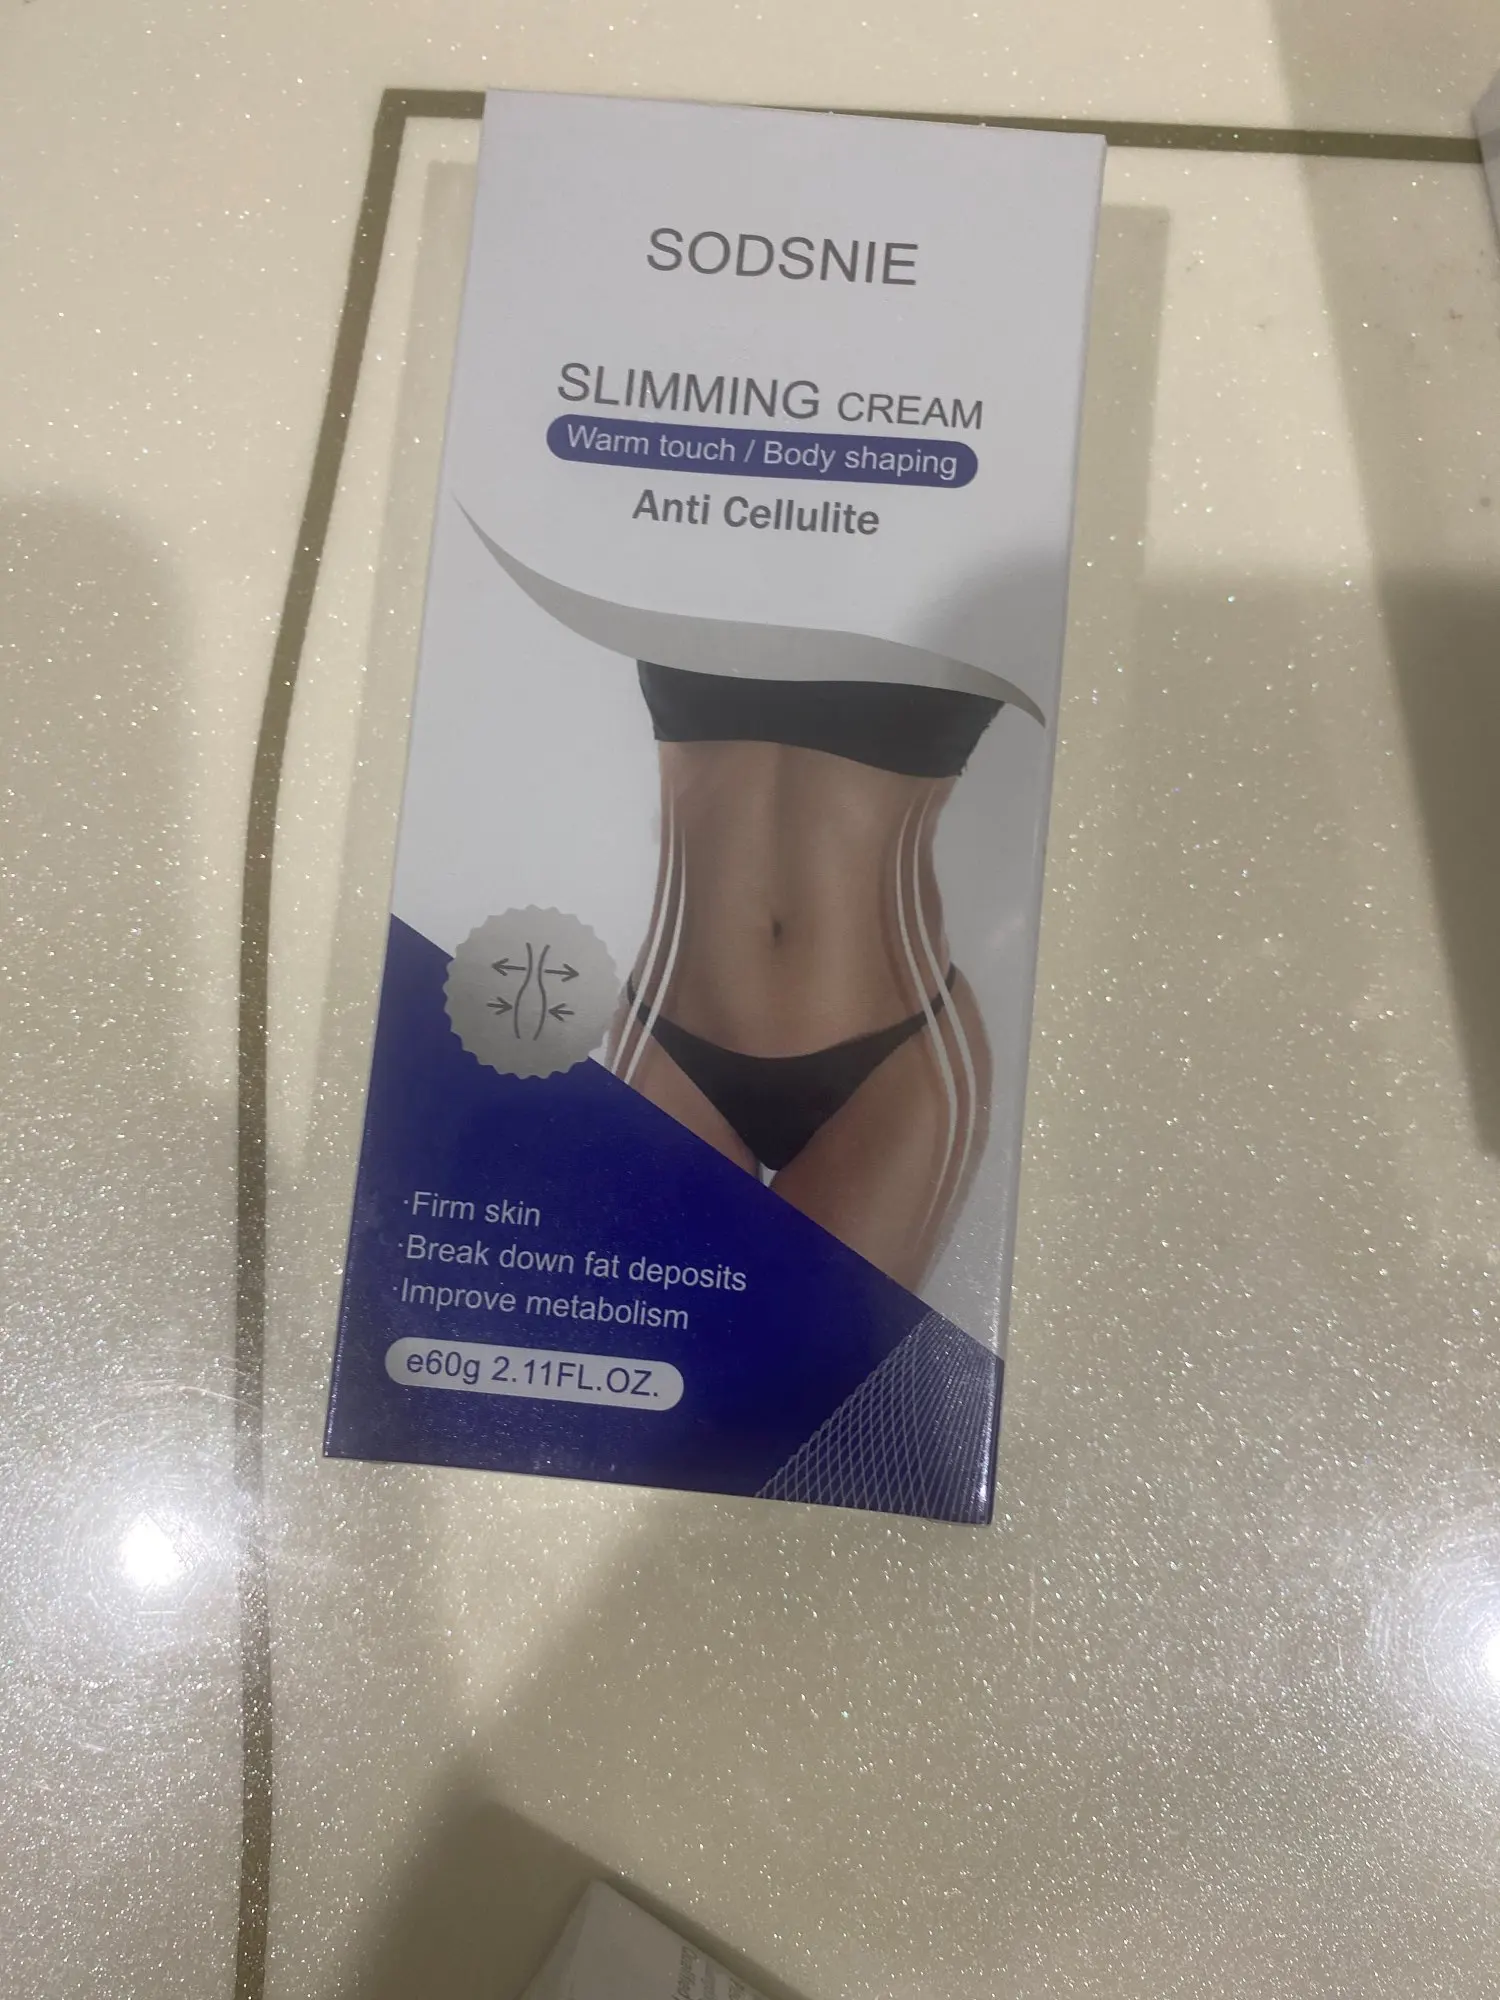 SODSNIE
SLIMMING CREAM
Warm touch / Body shaping
Anti Cellulite
·Firm skin
·Break down fat deposits
·Improve metabolism
e60g 2.11FL.OZ.